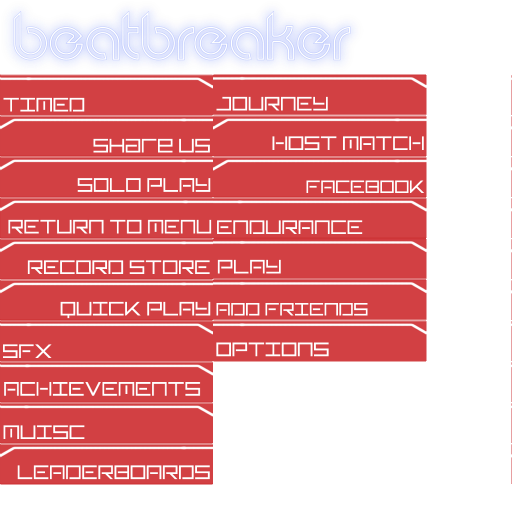 beatbreaker
TIMED
SHARE US
SOLO PLAY
RETURN TO MENU
RECORD STORE
QUICK PLAY
SFX
ACHIEVEMENTS
MUISC
LEADERBOARDS
JOURNEY
HOST MATCH
FACEBOOK
ENDURANCE
PLAY
ADD FRIENDS
OPTIONS